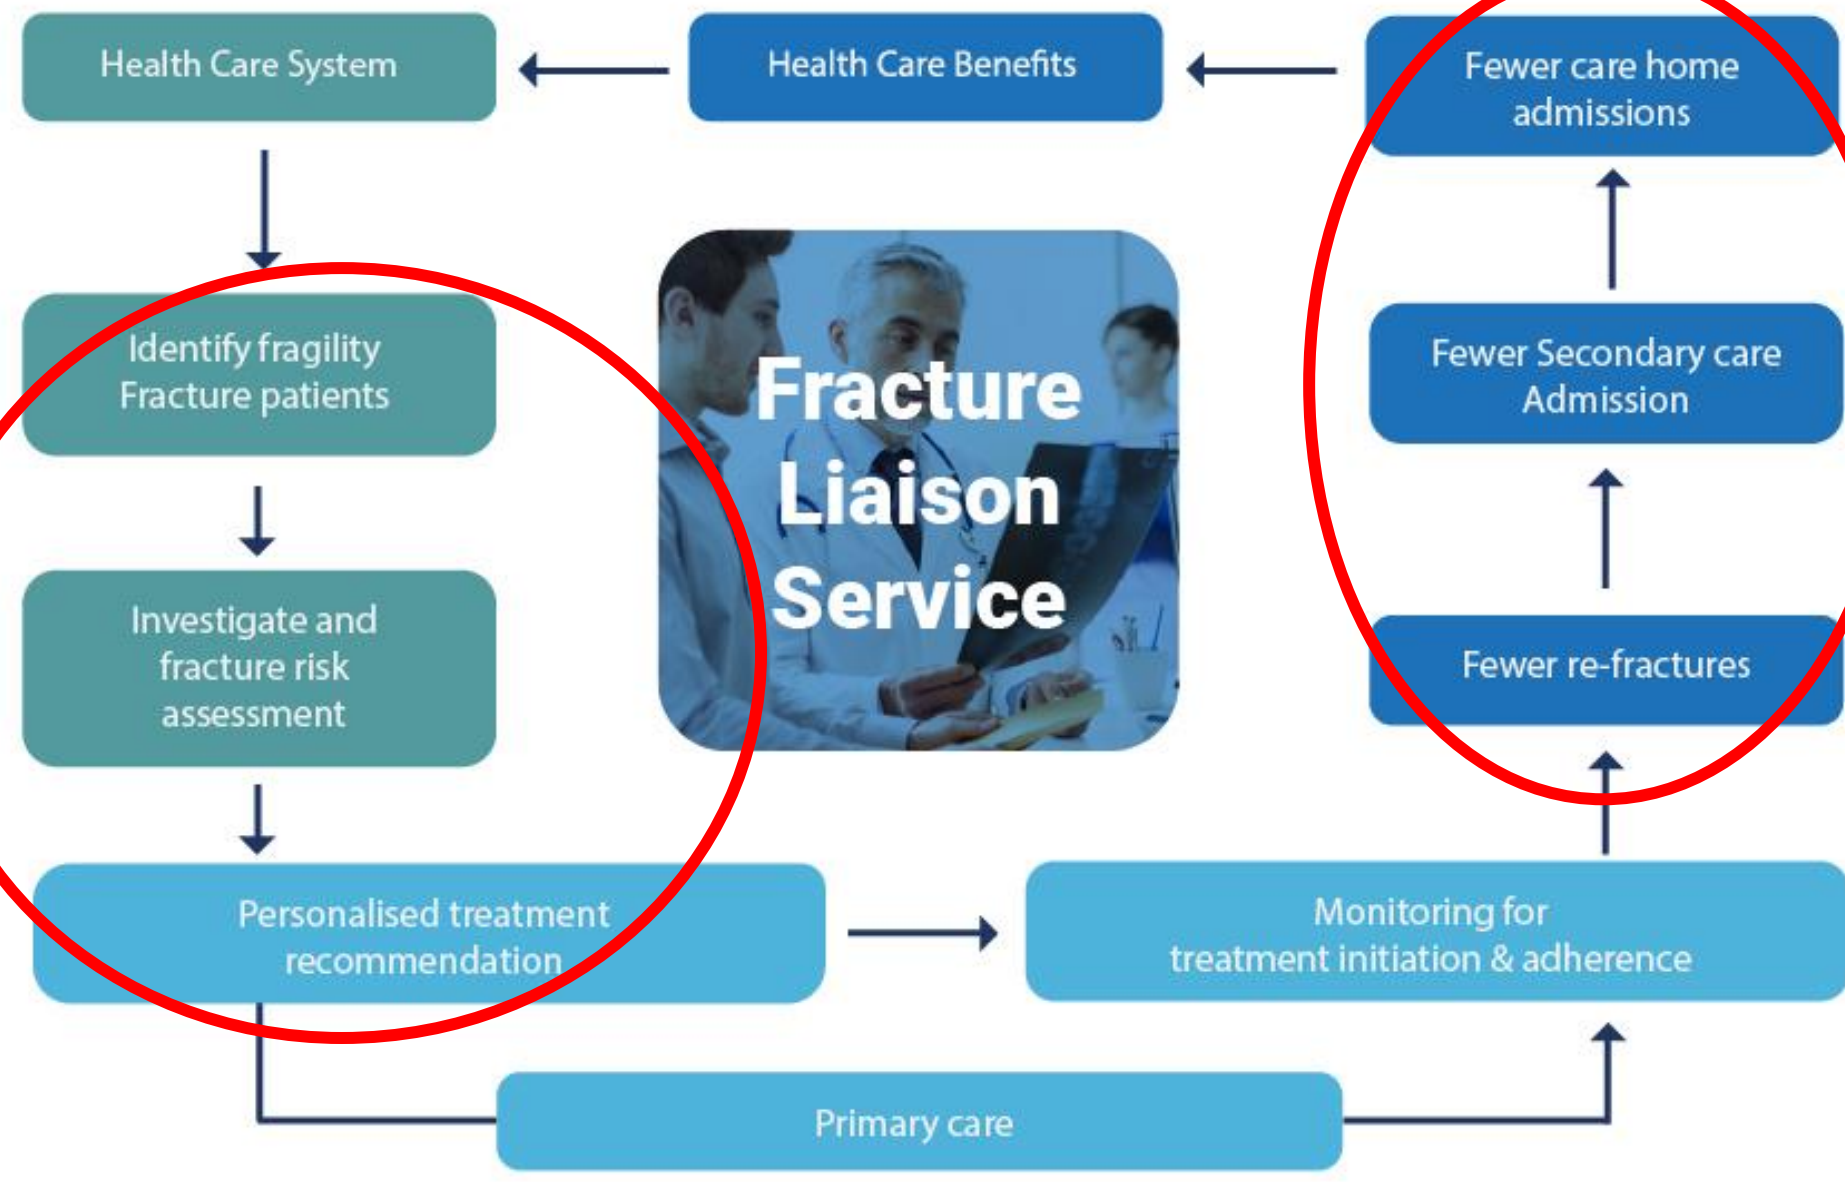 Health Care System
Health Care Benefits
Fewer care home
admissions
Identify fragility
Fracture patients
Fracture
Liaison
Service
Fewer Secondary care
Admission
Investigate and
fracture risk
assessment
Fewer re-fractures
Personalised treatment
recommendation
Monitoring for
treatment initiation & adherence
Primary care